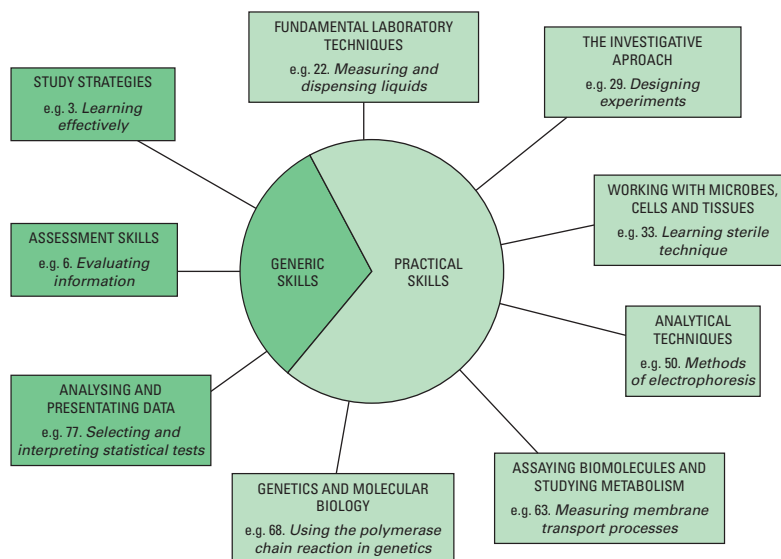 FUNDAMENTAL LABORATORY
TECHNIQUES
e.g. 22. Measuring and
dispensing liquids
THE INVESTIGATIVE APROACH
e.g. 29. Designing
experiments
STUDY STRATEGIES
e.g. 3. Learning
effectively
WORKING WITH MICROBES,
CELLS AND TISSUES
e.g. 33. Learning sterile
technique
ASSESSMENT SKILLS
e.g. 6. Evaluating
information
GENERIC
SKILLS
PRACTICAL
SKILLS
ANALYTICAL
TECHNIQUES
e.g. 50. Methods
of electrophoresis
ANALYSING AND
PRESENTATING DATA
e.g. 77. Selecting and
interpreting statistical tests
ASSAYING BIOMOLECULES AND
STUDYING METABOLISM
e.g. 63. Measuring membrane
transport processes
GENETICS AND MOLECULAR
BIOLOGY
e.g. 68. Using the polymerase
chain reaction in genetics